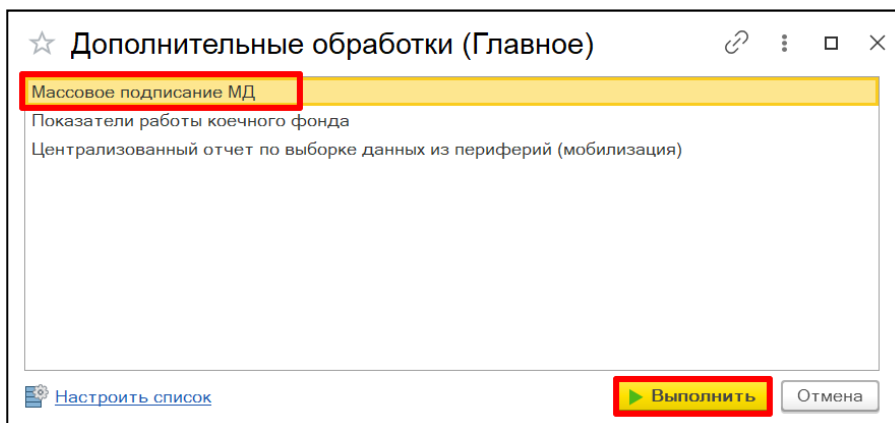 Дополнительные обработки (Главное)
Массовое подписание МД
Показатели работы коечного фонда
Централизованный отчет по выборке данных из периферий (мобилизация)
Настроить список
Выполнить
Отмена